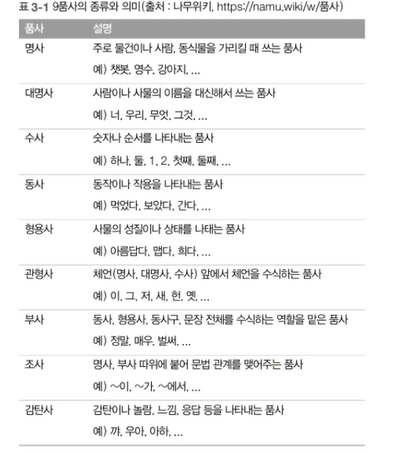 표 3-1 9품사의 종류와 의미(출처 : 나무위키, https://namu.wiki/w/품사)
품사 설명
명사 주로 물건이나 사람, 동식물을 가리킬 때 쓰는 품사
예) 챗봇, 영수, 강아지, ...
대명사 사람이나 사물의 이름을 대신해서 쓰는 품사
예) 너, 우리, 무엇, 그것, ...
수사 숫자나 순서를 나타내는 품사
예) 하나, 둘, 1, 2, 첫째, 둘째, ...
동사 동작이나 작용을 나타내는 품사
예) 먹었다, 보았다, 간다, ...
형용사 사물의 성질이나 상태를 나태는 품사
예) 아름답다, 맵다, 희다, ...
관형사 체언(명사, 대명사, 수사) 앞에서 체언을 수식하는 품사
예) 이, 그, 저, 새, 헌, 옛, ...
부사 동사, 형용사, 동사구, 문장 전체를 수식하는 역할을 맡은 품사
예) 정말, 매우, 벌써, ...
조사 명사, 부사 따위에 붙어 문법 관계를 맺어주는 품사
예) ~이, ~가, ~에서, ...
감탄사 감탄이나 놀람, 느낌, 응답 등을 나타내는 품사
예) 꺄, 우아, 아하, ...